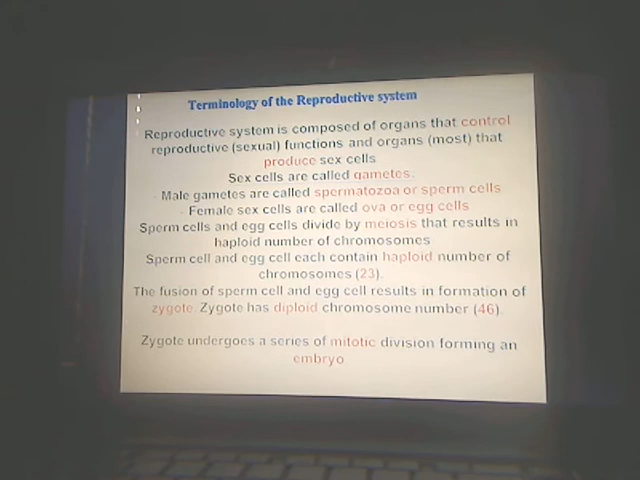 Terminology of the Reproductive system
Reproductive system is composed of organs that control
reproductive (sexual) functions and organs (most) that
produce sex cells
Sex cells are called gametes.
- Male gametes are called spermatozoa or sperm cells
- Female sex cells are called ova or egg cells
Sperm cells and egg cells divide by meiosis that results in
haploid number of chromosomes
Sperm cell and egg cell each contain haploid number of
chromosomes (23).
The fusion of sperm cell and egg cell results in formation of
zygote. Zygote has diploid chromosome number (46).
Zygote undergoes a series of mitotic division forming an
embryo